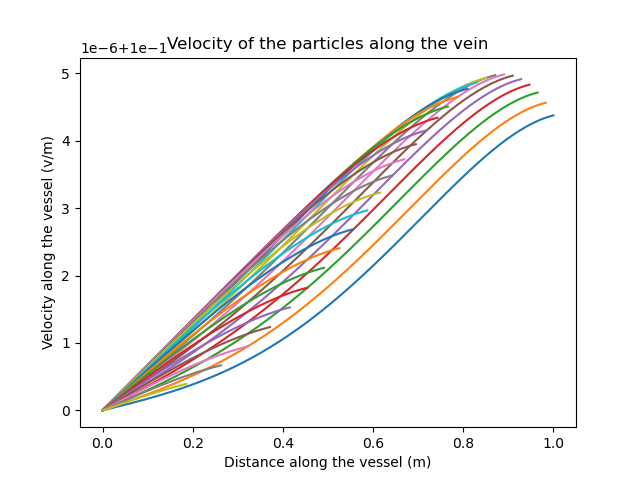 1e−6+1e−1
Velocity of the particles along the vein
Velocity along the vessel (v/m)
5
4
3
2
1
0
0.0 0.2 0.4 0.6 0.8 1.0
Distance along the vessel (m)